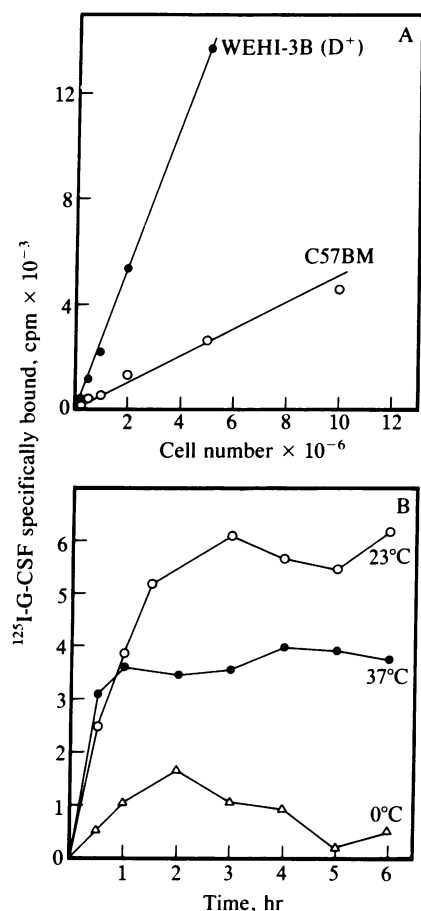 A
WEHI-3B (D⁺)
C57BM
12
8
4
0
2 4 6 8 10 12
Cell number × 10⁻⁶
¹²⁵I-G-CSF specifically bound, cpm × 10⁻³
B
6
5
4
3
2
1
0
23°C
37°C
0°C
1 2 3 4 5 6
Time, hr